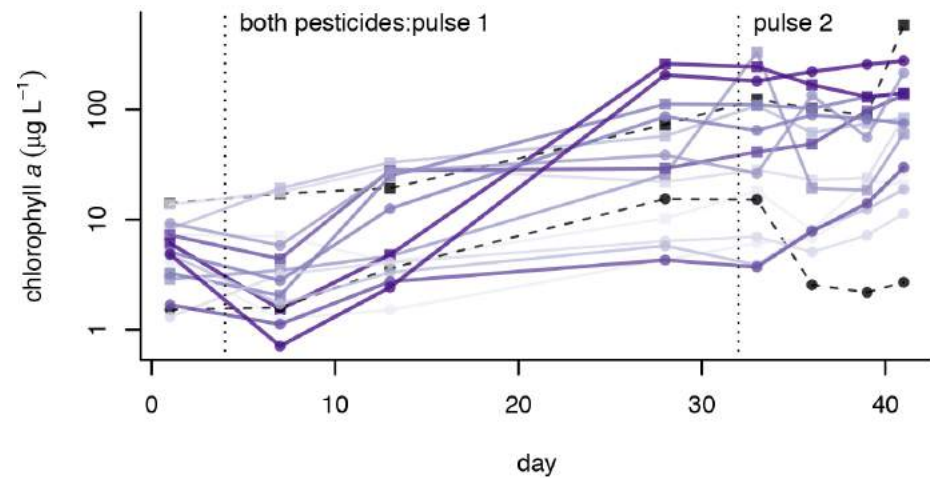 both pesticides:pulse 1
pulse 2
chlorophyll a (μg L⁻¹)
100
10
1
0
10
20
30
40
day